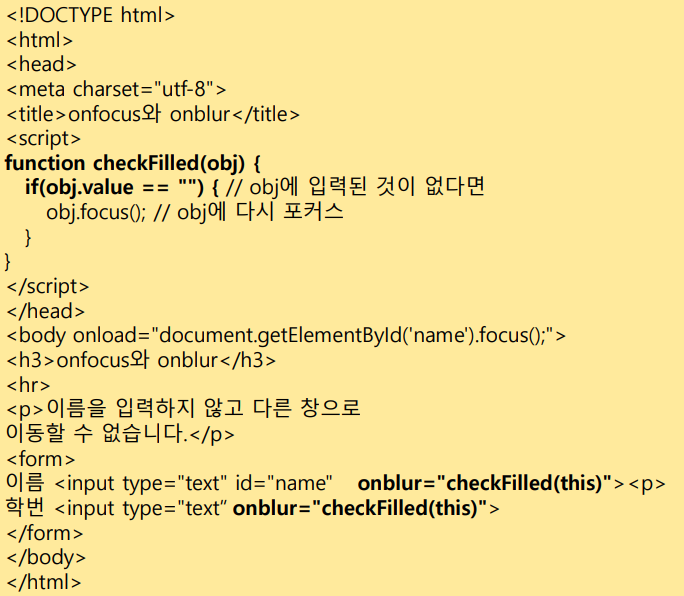 <!DOCTYPE html>
<html>
<head>
<meta charset="utf-8">
<title>onfocus와 onblur</title>
<script>
function checkFilled(obj) {
if(obj.value == "") { // obj에 입력된 것이 없다면
obj.focus(); // obj에 다시 포커스
}
}
</script>
</head>
<body onload="document.getElementById('name').focus();">
<h3>onfocus와 onblur</h3>
<hr>
<p>이름을 입력하지 않고 다른 창으로
이동할 수 없습니다.</p>
<form>
이름 <input type="text" id="name" onblur="checkFilled(this)"><p>
학번 <input type="text“ onblur="checkFilled(this)">
</form>
</body>
</html>